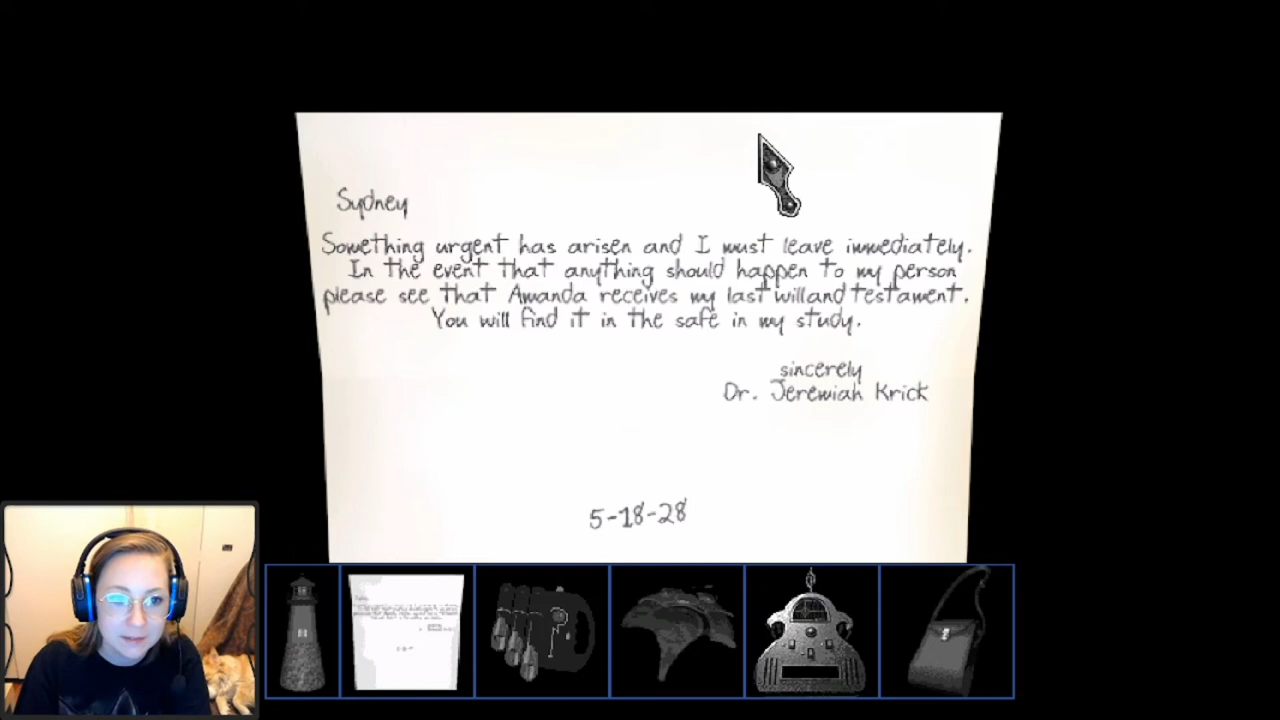 Sydney
Something urgent has arisen and I must leave immediately.
In the event that anything should happen to my person
please see that Amanda receives my last will and testament.
You will find it in the safe in my study.
sincerely
Dr. Jeremiah Krick
5-18-28